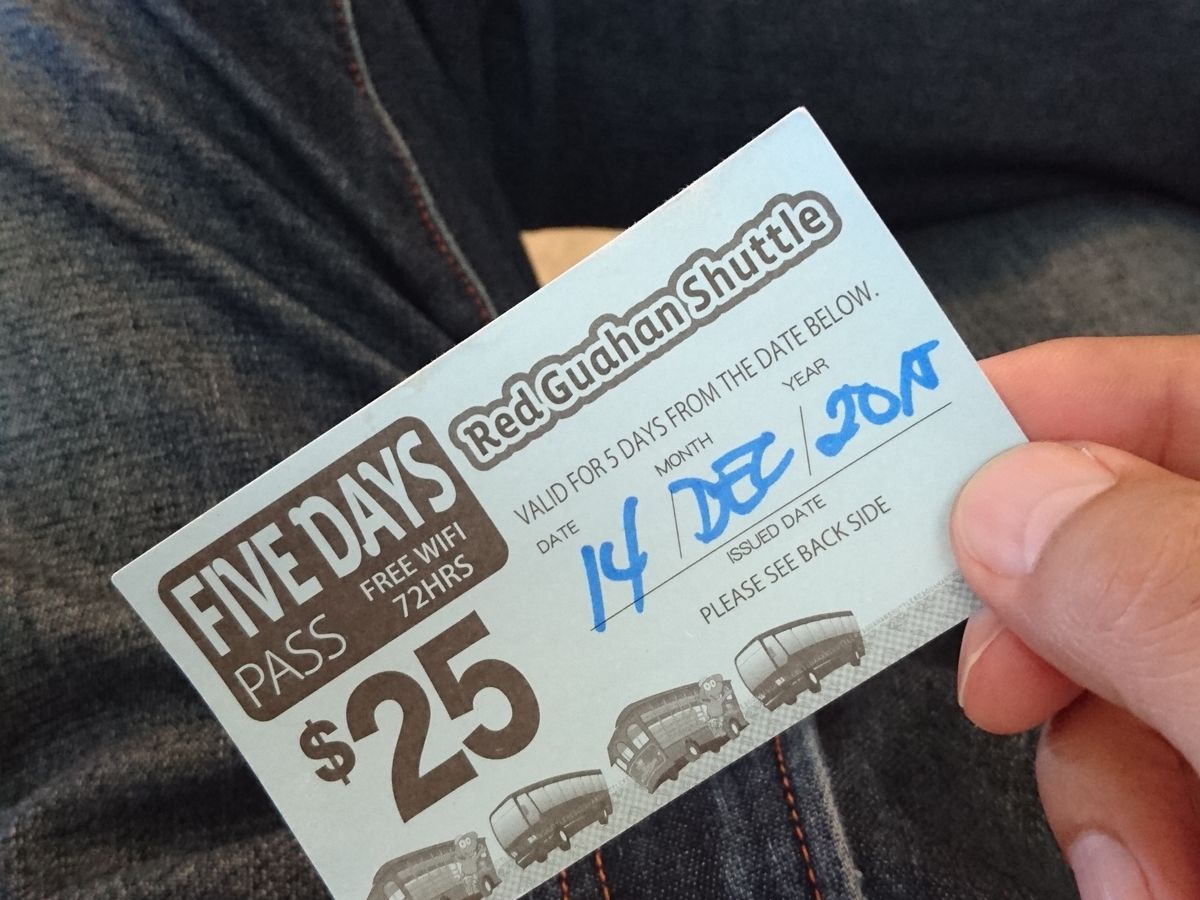 Red Guahan Shuttle
FIVE DAYS
PASS
FREE WIFI
72HRS
$25
VALID FOR 5 DAYS FROM THE DATE BELOW.
DATE MONTH YEAR
14 / DEC /
ISSUED DATE
PLEASE SEE BACK SIDE